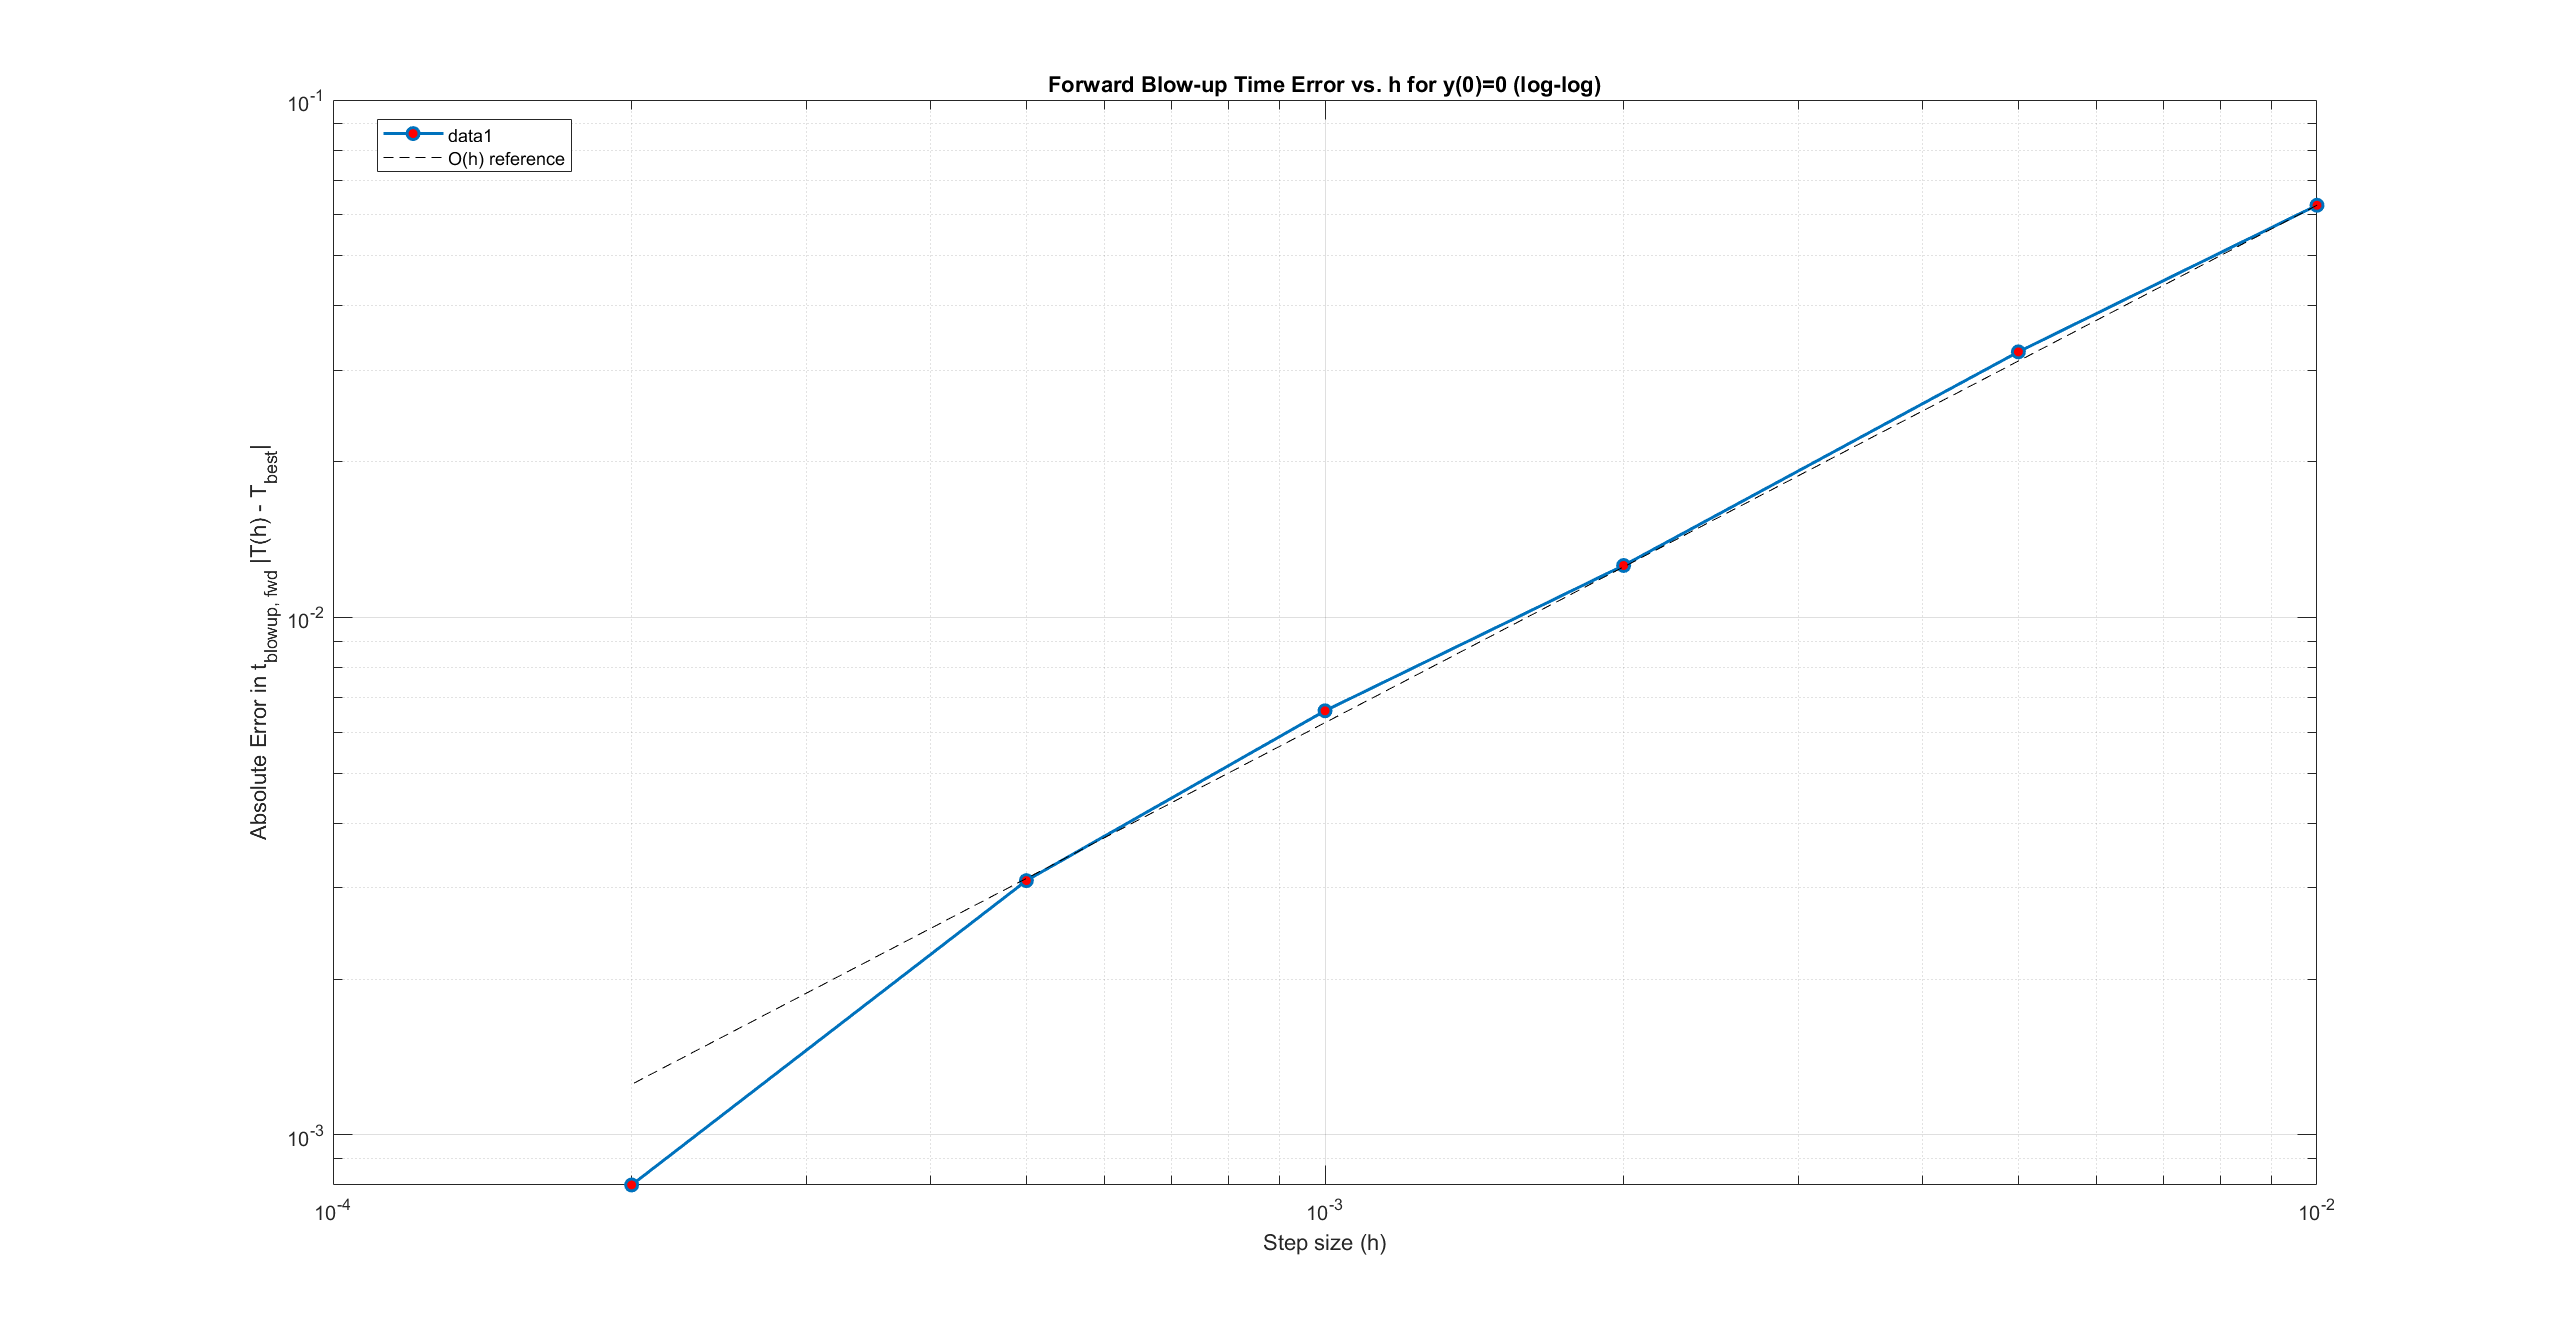 Forward Blow-up Time Error vs. h for y(0)=0 (log-log)
10^-1
data1
O(h) reference
Absolute Error in t_blowup, fwd |T(h) - T_best|
10^-2
10^-3
10^-4
10^-3
10^-2
Step size (h)